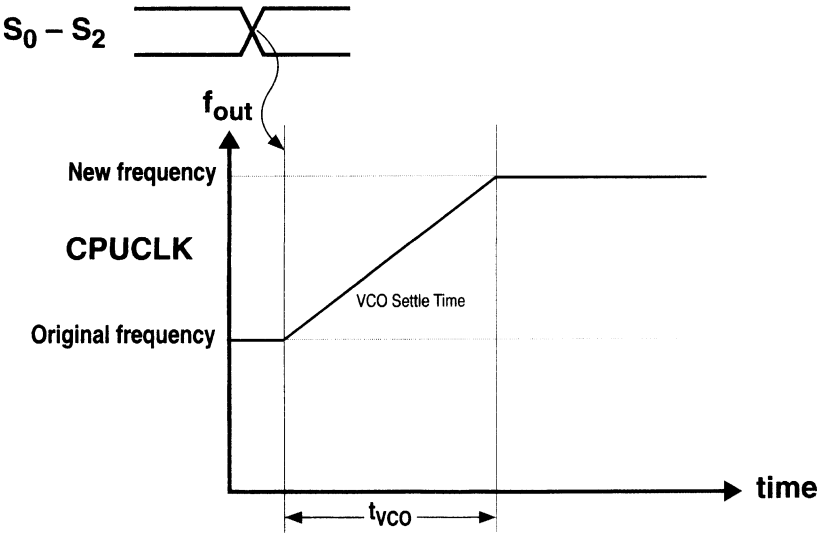 S0 – S2
fout
New frequency
CPUCLK
VCO Settle Time
Original frequency
time
tVCO